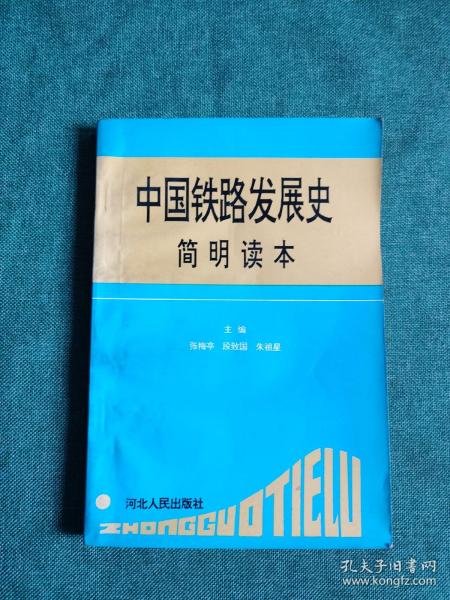 中国铁路发展史
简明读本
主编
张梅亭 段致国 朱祖星
河北人民出版社
ZHONGGUOTIELU
孔夫子旧书网
www.kongfz.com